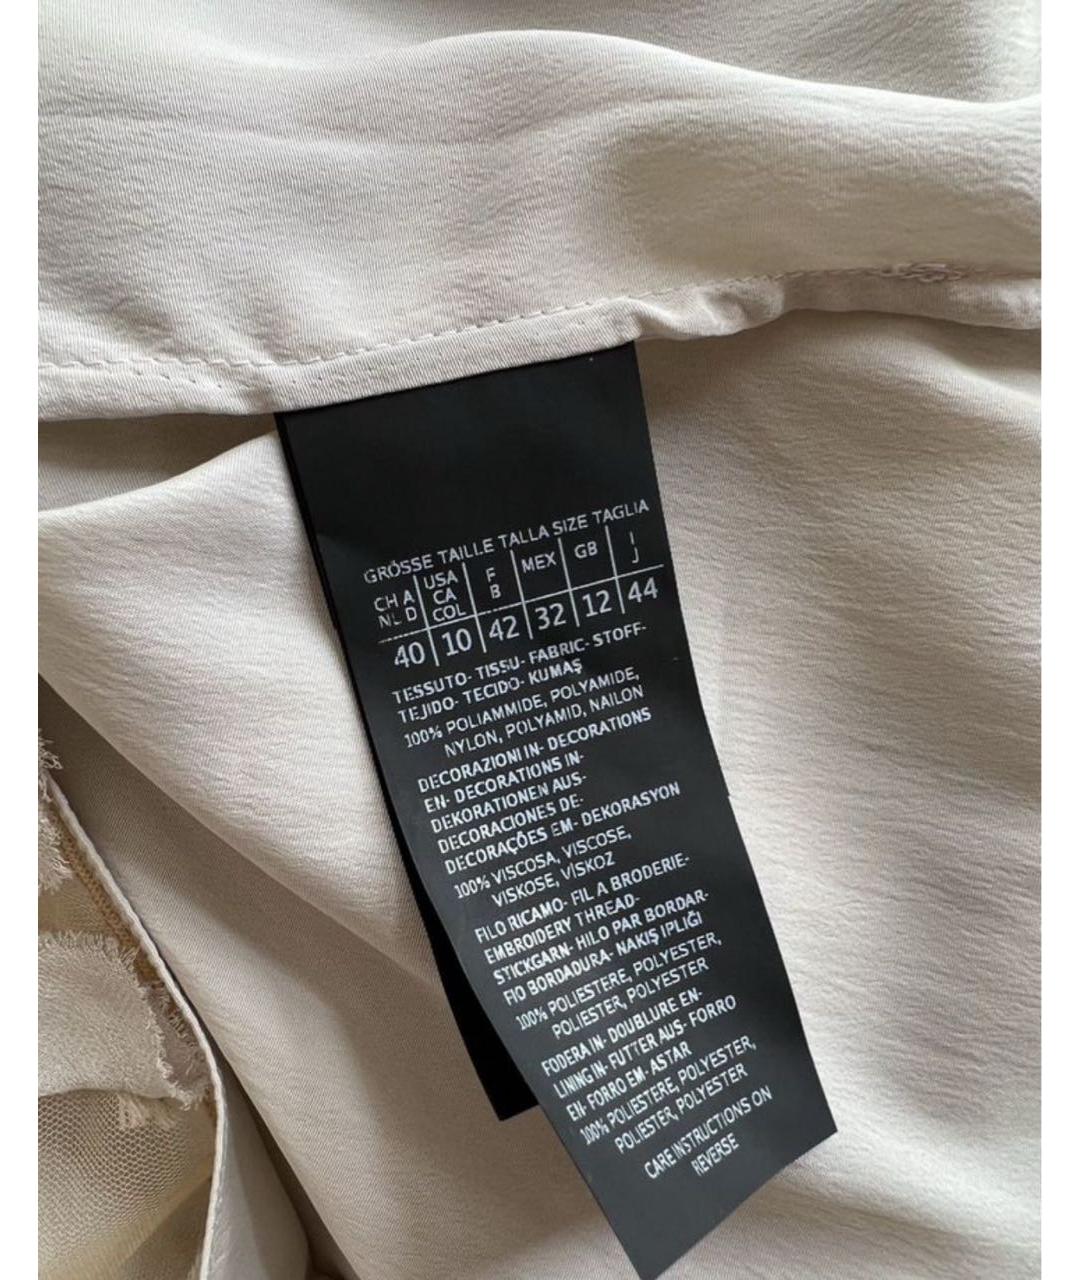 GRÖSSE TAILLE TALLA SIZE TAGLIA
CH A USA F MEX GB I
NL D CA B J
COL
40 10 42 32 12 44
TESSUTO- TISSU- FABRIC- STOFF-
TEJIDO- TECIDO- KUMAŞ
100% POLIAMMIDE, POLYAMIDE,
NYLON, POLYAMID, NAILON
DECORAZIONI IN- DECORATIONS
EN- DECORATIONS IN-
DEKORATIONEN AUS-
DECORACIONES DE-
DECORAÇÕES EM- DEKORASYON
100% VISCOSA, VISCOSE,
VISKOSE, VİSKOZ
FILO RICAMO- FIL A BRODERIE-
EMBROIDERY THREAD-
STICKGARN- HILO PAR BORDAR-
FIO BORDADURA- NAKIŞ IPLIĞI
100% POLIESTERE, POLYESTER,
POLIESTER, POLYESTER
FODERA IN- DOUBLURE EN-
LINING IN- FUTTER AUS- FORRO
EN- FORRO EM- ASTAR
100% POLIESTERE, POLYESTER,
POLIESTER, POLYESTER
CARE INSTRUCTIONS ON
REVERSE